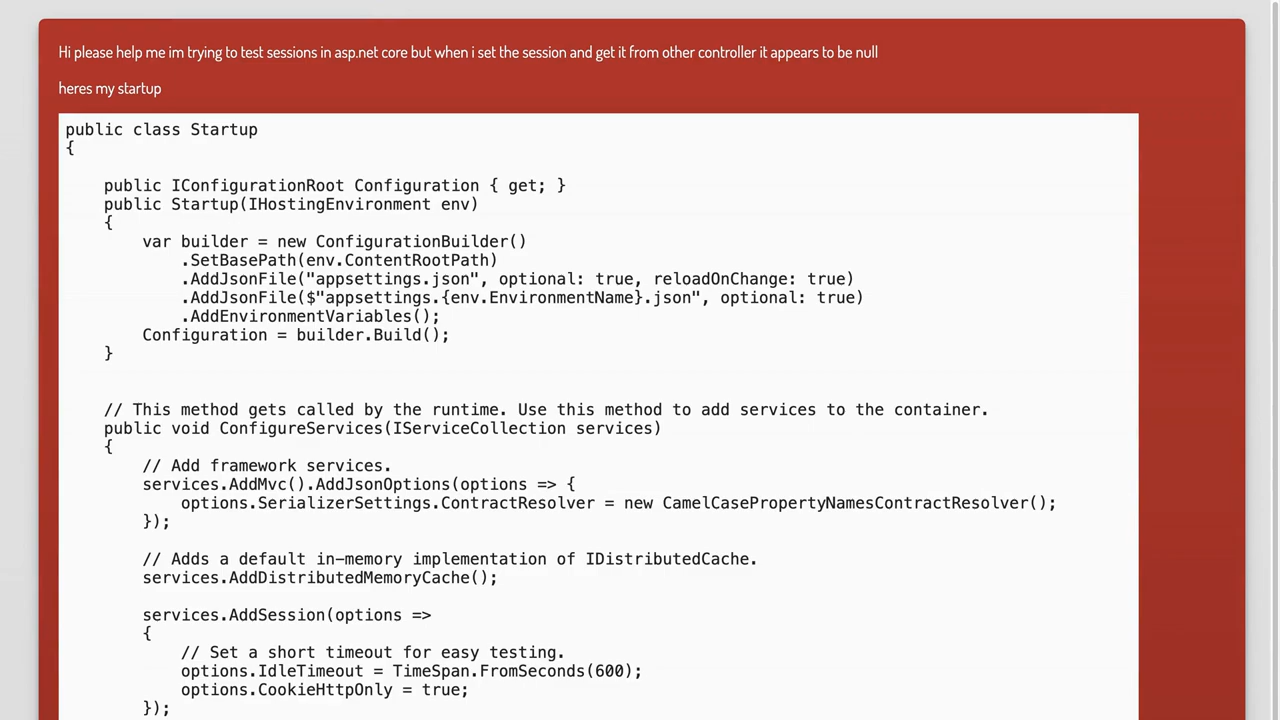 Hi please help me im trying to test sessions in asp.net core but when i set the session and get it from other controller it appears to be null
heres my startup
public class Startup
{
    public IConfigurationRoot Configuration { get; }
    public Startup(IHostingEnvironment env)
    {
        var builder = new ConfigurationBuilder()
            .SetBasePath(env.ContentRootPath)
            .AddJsonFile("appsettings.json", optional: true, reloadOnChange: true)
            .AddJsonFile($"appsettings.{env.EnvironmentName}.json", optional: true)
            .AddEnvironmentVariables();
        Configuration = builder.Build();
    }
    // This method gets called by the runtime. Use this method to add services to the container.
    public void ConfigureServices(IServiceCollection services)
    {
        // Add framework services.
        services.AddMvc().AddJsonOptions(options => {
            options.SerializerSettings.ContractResolver = new CamelCasePropertyNamesContractResolver();
        });
        // Adds a default in-memory implementation of IDistributedCache.
        services.AddDistributedMemoryCache();
        services.AddSession(options =>
        {
            // Set a short timeout for easy testing.
            options.IdleTimeout = TimeSpan.FromSeconds(600);
            options.CookieHttpOnly = true;
        });